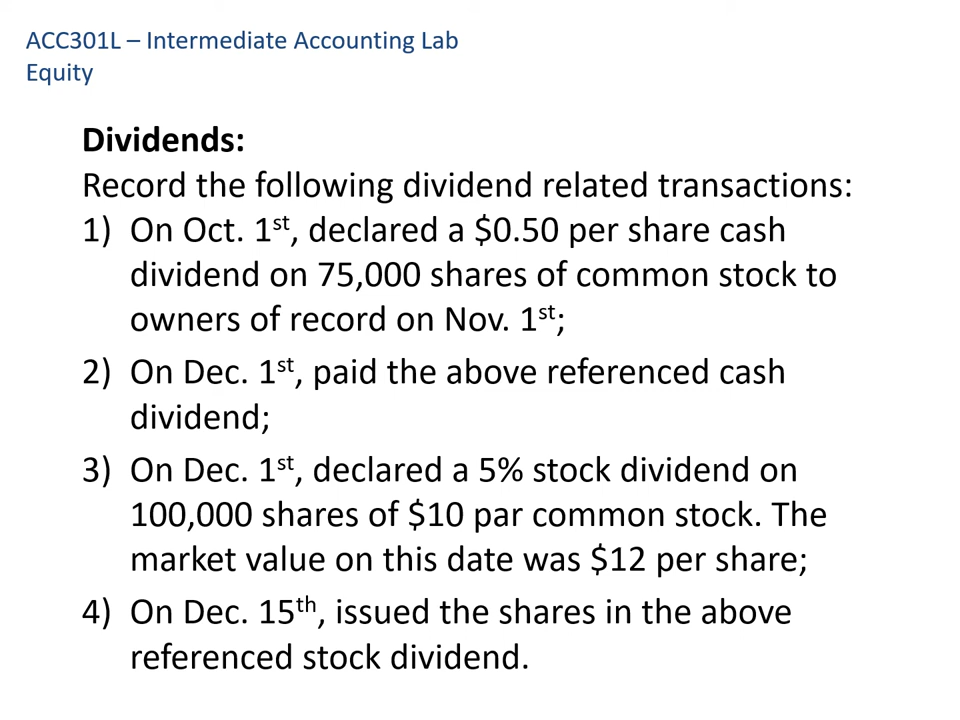 ACC301L – Intermediate Accounting Lab
Equity
Dividends:
Record the following dividend related transactions:
1) On Oct. 1st, declared a $0.50 per share cash
dividend on 75,000 shares of common stock to
owners of record on Nov. 1st;
2) On Dec. 1st, paid the above referenced cash
dividend;
3) On Dec. 1st, declared a 5% stock dividend on
100,000 shares of $10 par common stock. The
market value on this date was $12 per share;
4) On Dec. 15th, issued the shares in the above
referenced stock dividend.